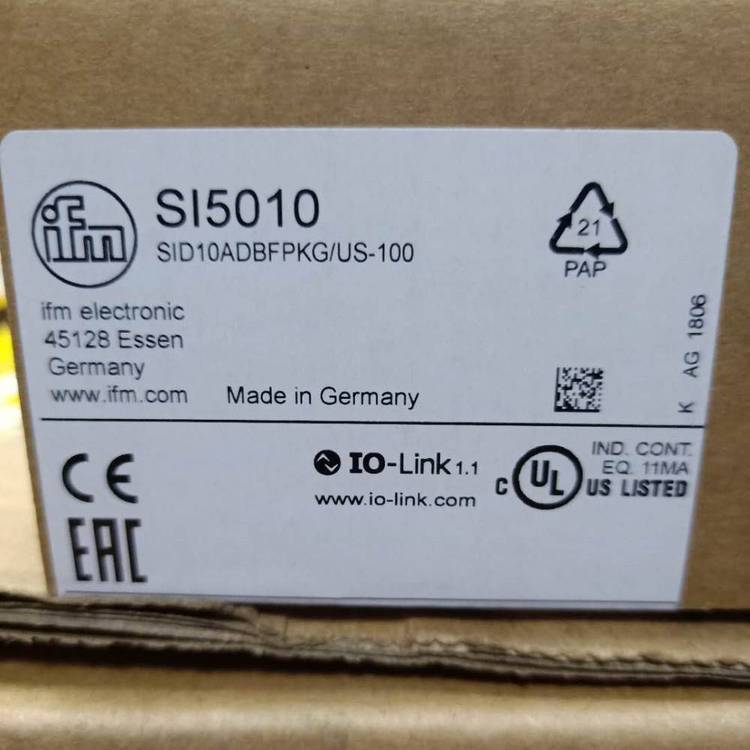 ifm
SI5010
SID10ADBFPKG/US-100
21
PAP
ifm electronic
45128 Essen
Germany
www.ifm.com
Made in Germany
K AG 1806
CE
EAC
IO-Link 1.1
www.io-link.com
C UL US LISTED
IND. CONT.
EQ. 11MA